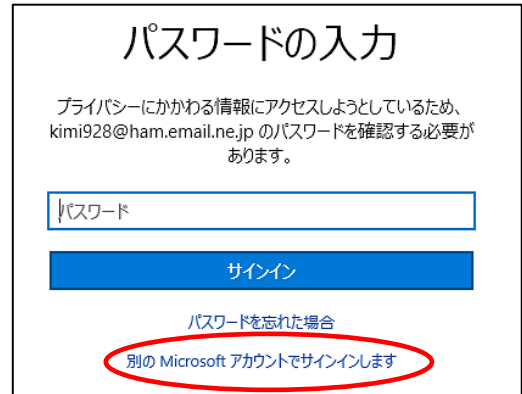 パスワードの入力
プライバシーにかかわる情報にアクセスしようとしているため、
kimi928@ham.email.ne.jp のパスワードを確認する必要が
あります。
パスワード
サインイン
パスワードを忘れた場合
別の Microsoft アカウントでサインインします